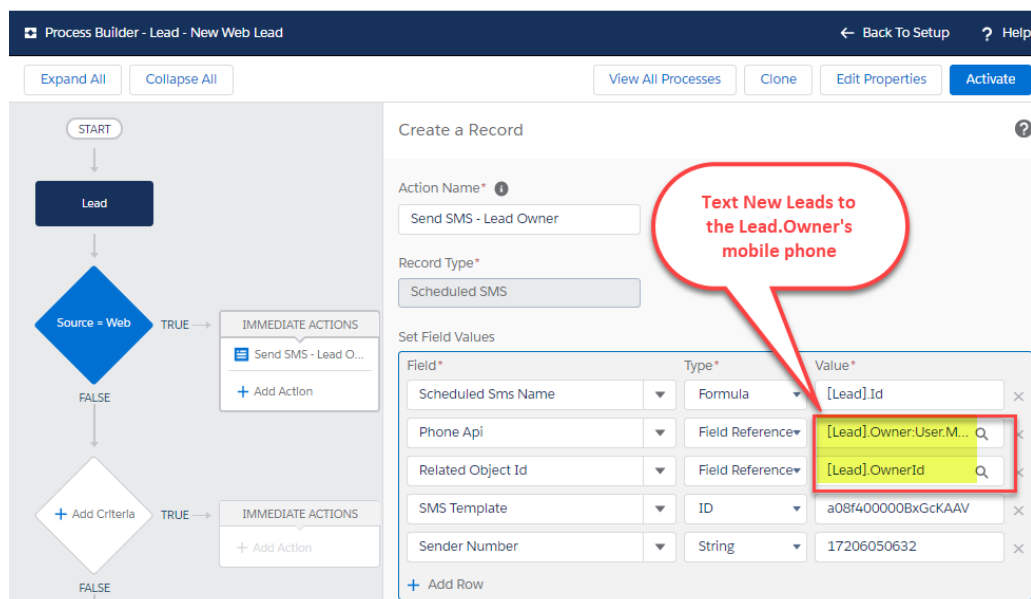 Process Builder - Lead - New Web Lead
Back To Setup
? Help
Expand All
Collapse All
View All Processes
Clone
Edit Properties
Activate
START
Lead
Source = Web
TRUE
IMMEDIATE ACTIONS
Send SMS - Lead O...
+ Add Action
FALSE
+ Add Criteria
TRUE
IMMEDIATE ACTIONS
+ Add Action
FALSE
Create a Record
?
Action Name* i
Send SMS - Lead Owner
Record Type*
Scheduled SMS
Text New Leads to
the Lead.Owner's
mobile phone
Set Field Values
Field* Type* Value*
Scheduled Sms Name Formula [Lead].Id
Phone Api Field Reference [Lead].Owner:User.M...
Related Object Id Field Reference [Lead].OwnerId
SMS Template ID a08f400000BxGcKAAV
Sender Number String 17206050632
+ Add Row